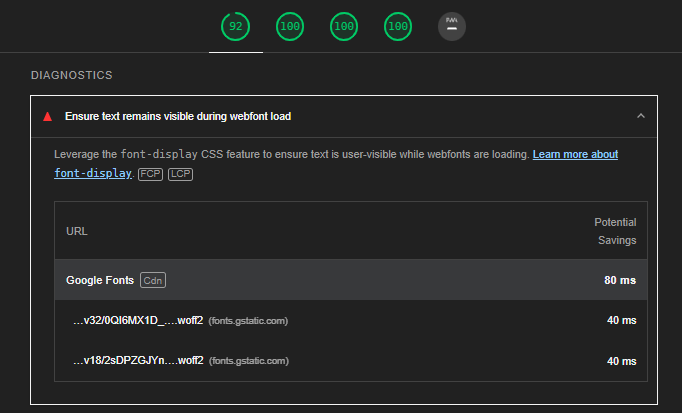 92 100 100 100 PWA
DIAGNOSTICS
Ensure text remains visible during webfont load
Leverage the font-display CSS feature to ensure text is user-visible while webfonts are loading. Learn more about
font-display. FCP LCP
URL Potential
Savings
Google Fonts Cdn 80 ms
…v32/0QI6MX1D_….woff2 (fonts.gstatic.com) 40 ms
…v18/2sDPZGJYn….woff2 (fonts.gstatic.com) 40 ms